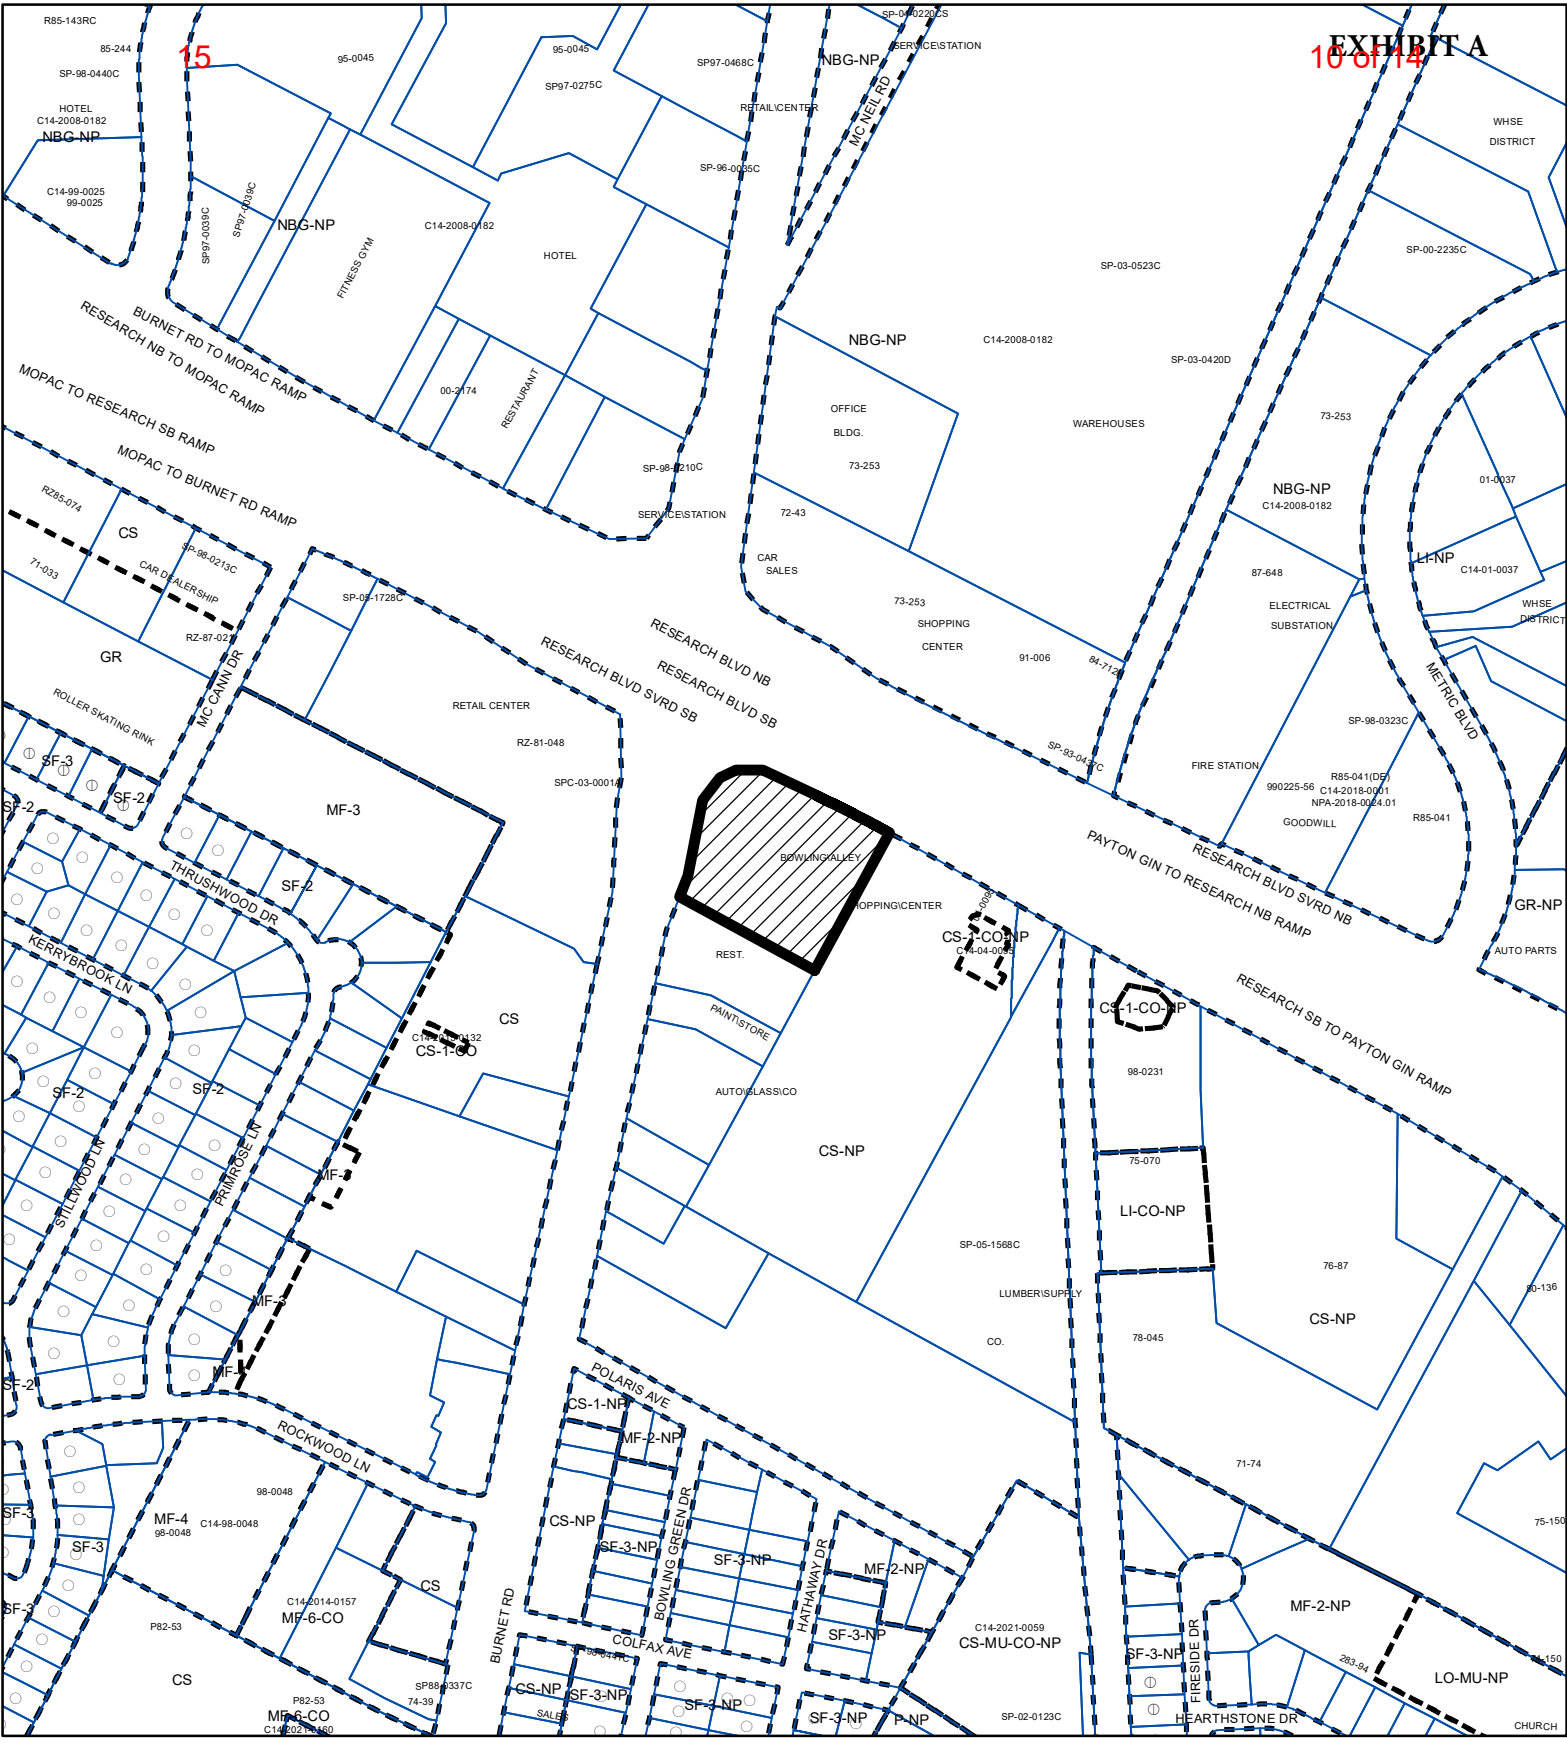 R85-143RC
85-244
SP-98-0440C
HOTEL
C14-2008-0182
NBG-NP
C14-99-0025
99-0025
15
95-0045
95-0045
SP97-0275C
SP97-0468C
SP-04-0220CS
SERVICE\STATION
NBG-NP
RETAIL\CENTER
MC NEIL RD
SP-96-0035C
EXHIBIT A
10 of 14
WHSE
DISTRICT
SP97-0039C
SP97-0039C
NBG-NP
FITNESS GYM
C14-2008-0182
HOTEL
SP-03-0523C
SP-00-2235C
BURNET RD TO MOPAC RAMP
RESEARCH NB TO MOPAC RAMP
MOPAC TO RESEARCH SB RAMP
MOPAC TO BURNET RD RAMP
00-2174
RESTAURANT
SP-98-0210C
SERVICE\STATION
NBG-NP
C14-2008-0182
SP-03-0420D
OFFICE
BLDG.
73-253
WAREHOUSES
73-253
NBG-NP
C14-2008-0182
01-0037
LI-NP
C14-01-0037
WHSE
DISTRICT
72-43
CAR
SALES
73-253
SHOPPING
CENTER
91-006
84-712
87-648
ELECTRICAL
SUBSTATION
METRIC BLVD
RZ85-074
CS
SP-98-0213C
CAR DEALERSHIP
71-033
GR
ROLLER SKATING RINK
MC CANN DR
SP-05-1728C
RETAIL CENTER
RZ-81-048
SPC-03-0001A
RESEARCH BLVD NB
RESEARCH BLVD SVRD SB
RESEARCH BLVD SB
SP-93-0437C
FIRE STATION
SP-98-0323C
R85-041(DE)
990225-56
C14-2018-0001
NPA-2018-0024.01
GOODWILL
R85-041
SF-3
SF-2
SF-2
MF-3
THRUSHWOOD DR
SF-2
KERRYBROOK LN
BOWLING\ALLEY
PAYTON GIN TO RESEARCH NB RAMP
RESEARCH BLVD SVRD NB
GR-NP
AUTO PARTS
REST.
CS-1-CO-NP
PAINT\STORE
AUTO\GLASS\CO
CS
CS-1-CO
CS-1-CO-NP
RESEARCH SB TO PAYTON GIN RAMP
98-0231
SF-2
SF-2
STILLWOOD LN
PRIMROSE LN
CS-NP
75-070
LI-CO-NP
SP-05-1568C
LUMBER\SUPPLY
CO.
76-87
CS-NP
78-045
80-136
MF-3
SF-2
ROCKWOOD LN
POLARIS AVE
CS-1-NP
MF-2-NP
71-74
75-150
SF-3
SF-3
SF-3
MF-4
98-0048
98-0048
C14-98-0048
C14-2014-0157
MF-6-CO
CS
CS-NP
SF-3-NP
BOWLING GREEN DR
SF-3-NP
HATHAWAY DR
MF-2-NP
SF-3-NP
C14-2021-0059
CS-MU-CO-NP
MF-2-NP
SF-3-NP
FIRESIDE DR
283-94
LO-MU-NP
P82-53
CS
P82-53
MF-6-CO
SP88-0337C
74-39
BURNET RD
COLFAX AVE
CS-NP
SF-3-NP
SALES
SF-3-NP
SF-3-NP
P-NP
SP-02-0123C
HEARTHSTONE DR
CHURCH